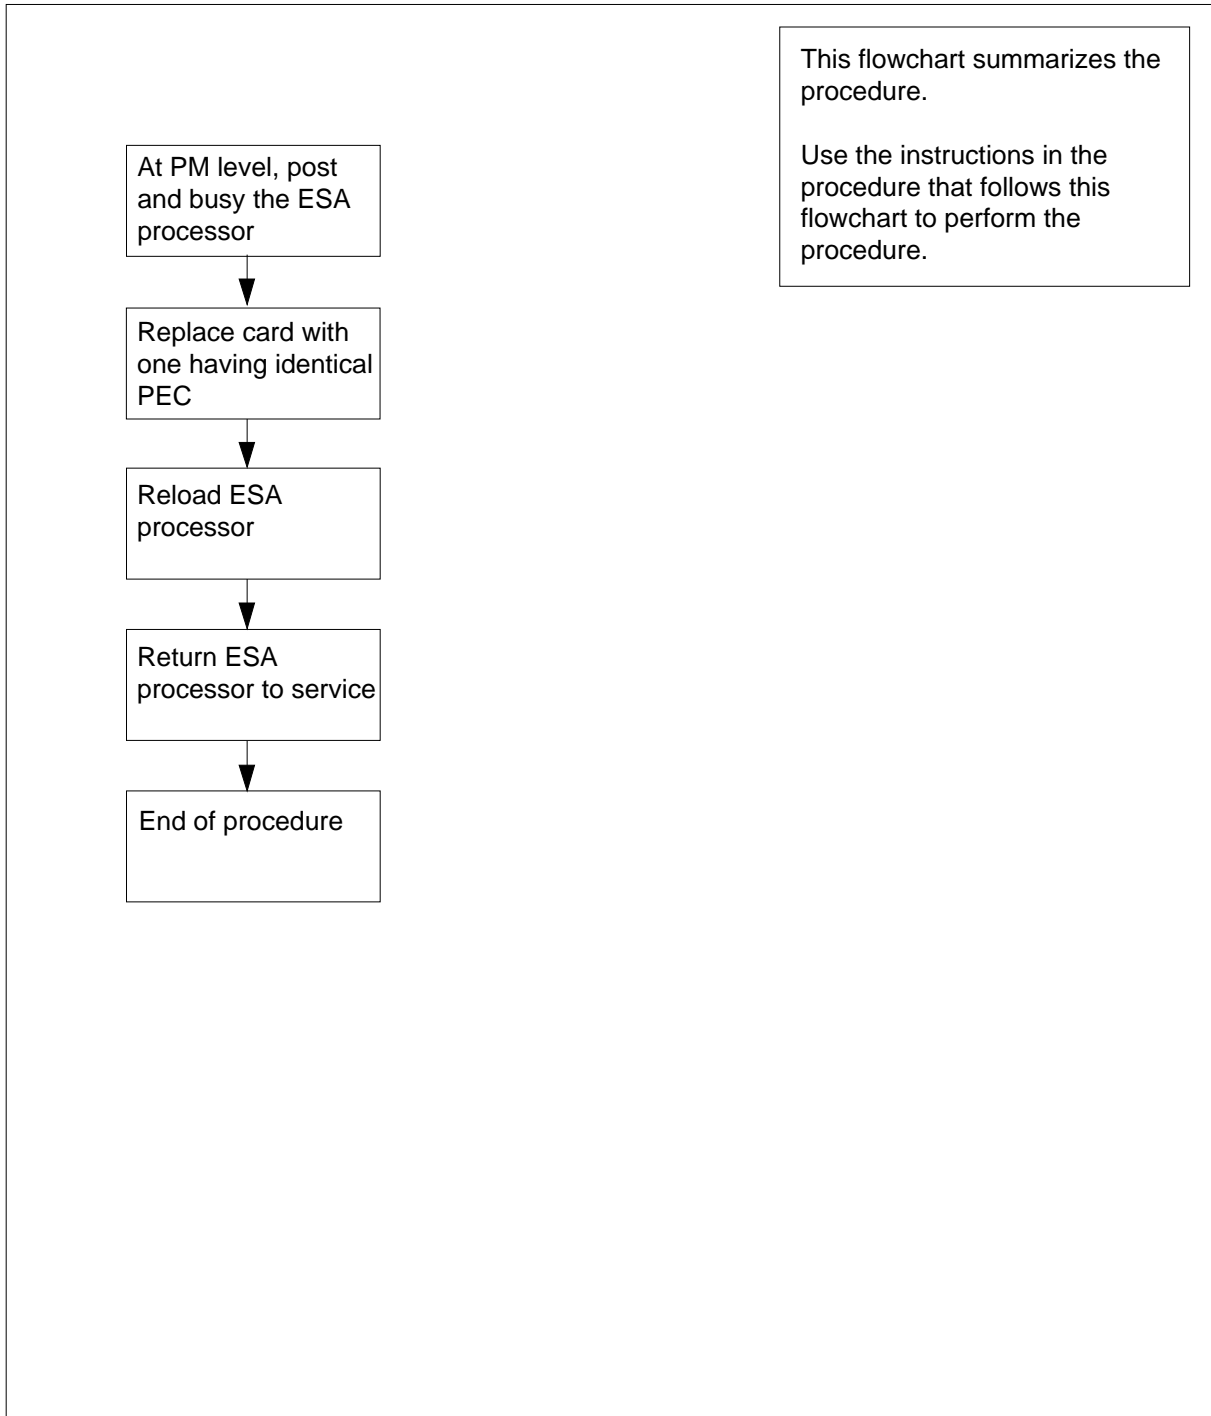 This flowchart summarizes the
procedure.
Use the instructions in the
procedure that follows this
flowchart to perform the
procedure.
At PM level, post
and busy the ESA
processor
Replace card with
one having identical
PEC
Reload ESA
processor
Return ESA
processor to service
End of procedure